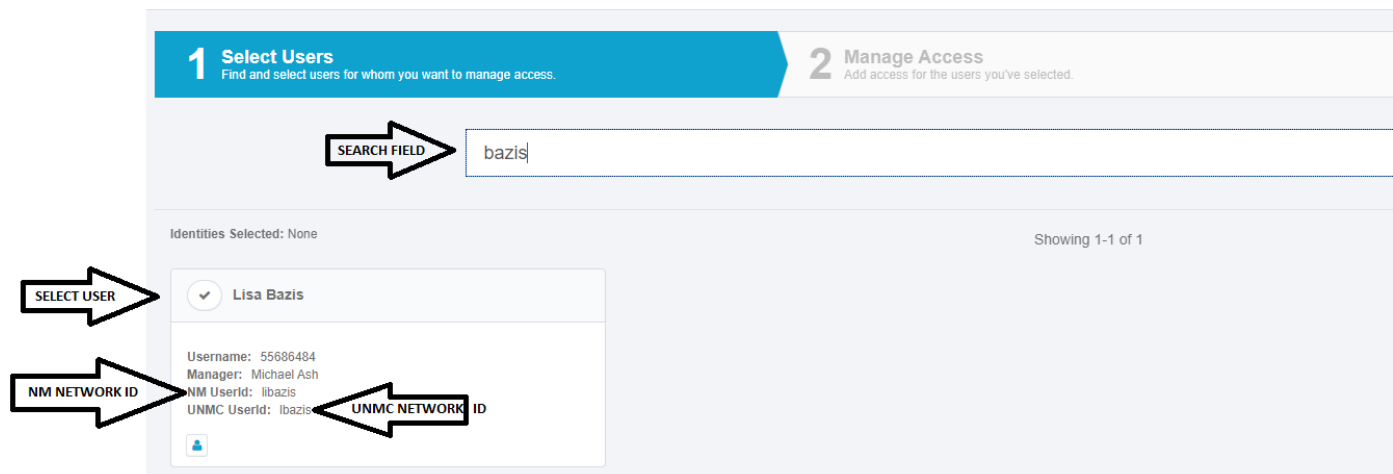 1 Select Users
Find and select users for whom you want to manage access.
2 Manage Access
Add access for the users you've selected.
SEARCH FIELD
bazis
Identities Selected: None
Showing 1-1 of 1
SELECT USER
Lisa Bazis
Username: 55686484
Manager: Michael Ash
NM NETWORK ID
NM UserId: libazis
UNMC UserId: lbazis
UNMC NETWORK ID